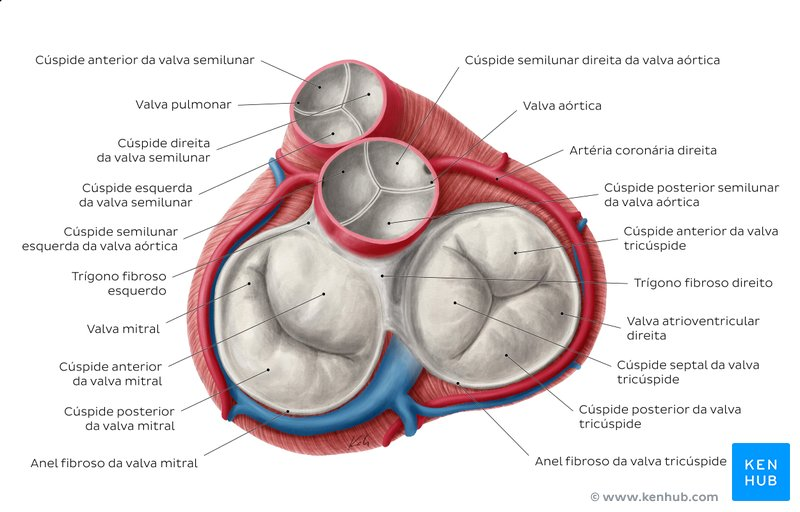 Cúspide anterior da valva semilunar
Valva pulmonar
Cúspide direita
da valva semilunar
Cúspide esquerda
da valva semilunar
Cúspide semilunar
esquerda da valva aórtica
Trígono fibroso
esquerdo
Valva mitral
Cúspide anterior
da valva mitral
Cúspide posterior
da valva mitral
Anel fibroso da valva mitral
Cúspide semilunar direita da valva aórtica
Valva aórtica
Artéria coronária direita
Cúspide posterior semilunar
da valva aórtica
Cúspide anterior da valva
tricúspide
Trígono fibroso direito
Valva atrioventricular
direita
Cúspide septal da valva
tricúspide
Cúspide posterior da valva
tricúspide
Anel fibroso da valva tricúspide
KEN
HUB
© www.kenhub.com